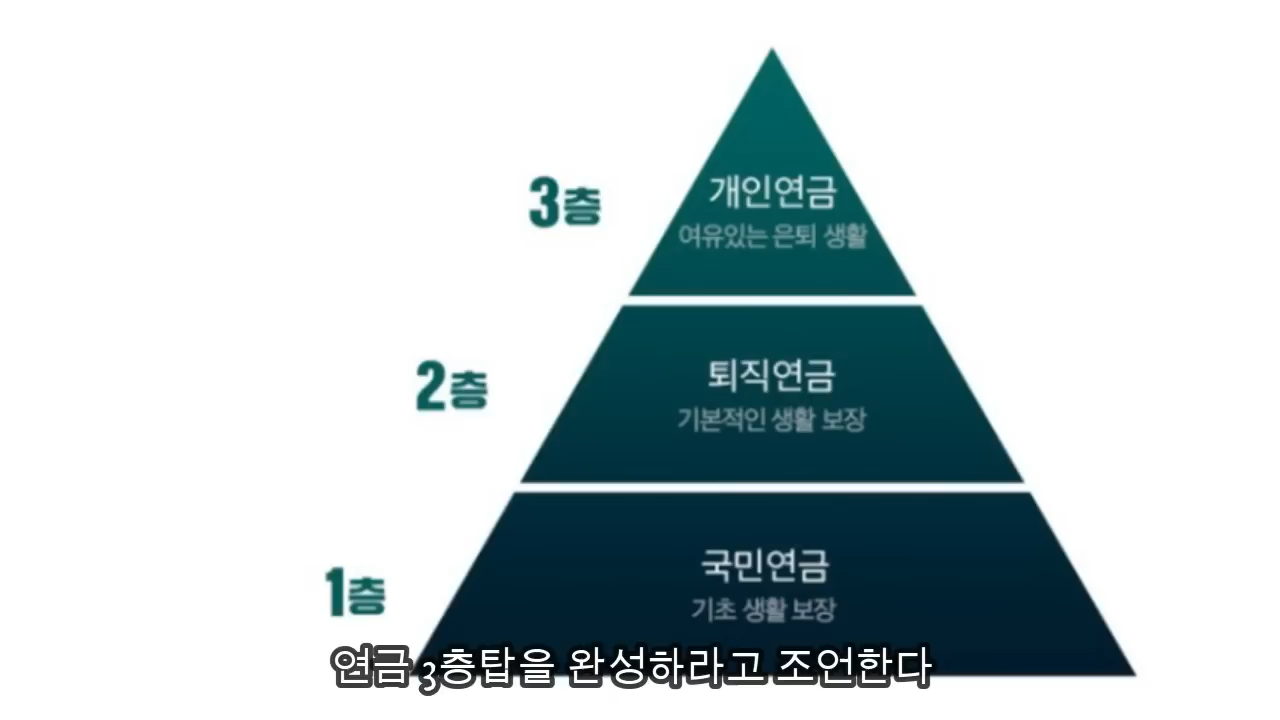 3층
개인연금
여유있는 은퇴 생활
2층
퇴직연금
기본적인 생활 보장
1층
국민연금
기초 생활 보장
연금 3층탑을 완성하라고 조언한다